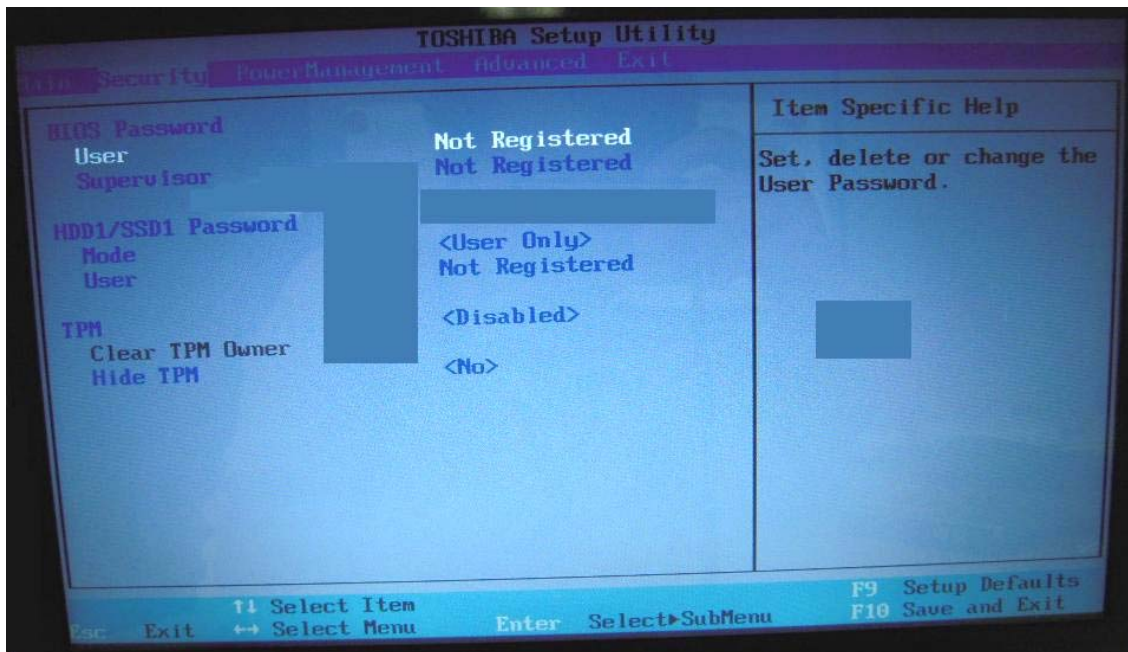 TOSHIBA Setup Utility
Main Security PowerManagement Advanced Exit
BIOS Password
User Not Registered
Supervisor Not Registered
HDD1/SSD1 Password
Mode <User Only>
User Not Registered
TPM <Disabled>
Clear TPM Owner
Hide TPM <No>
Item Specific Help
Set, delete or change the
User Password.
↑↓ Select Item F9 Setup Defaults
Esc Exit ↔ Select Menu Enter Select▶SubMenu F10 Save and Exit